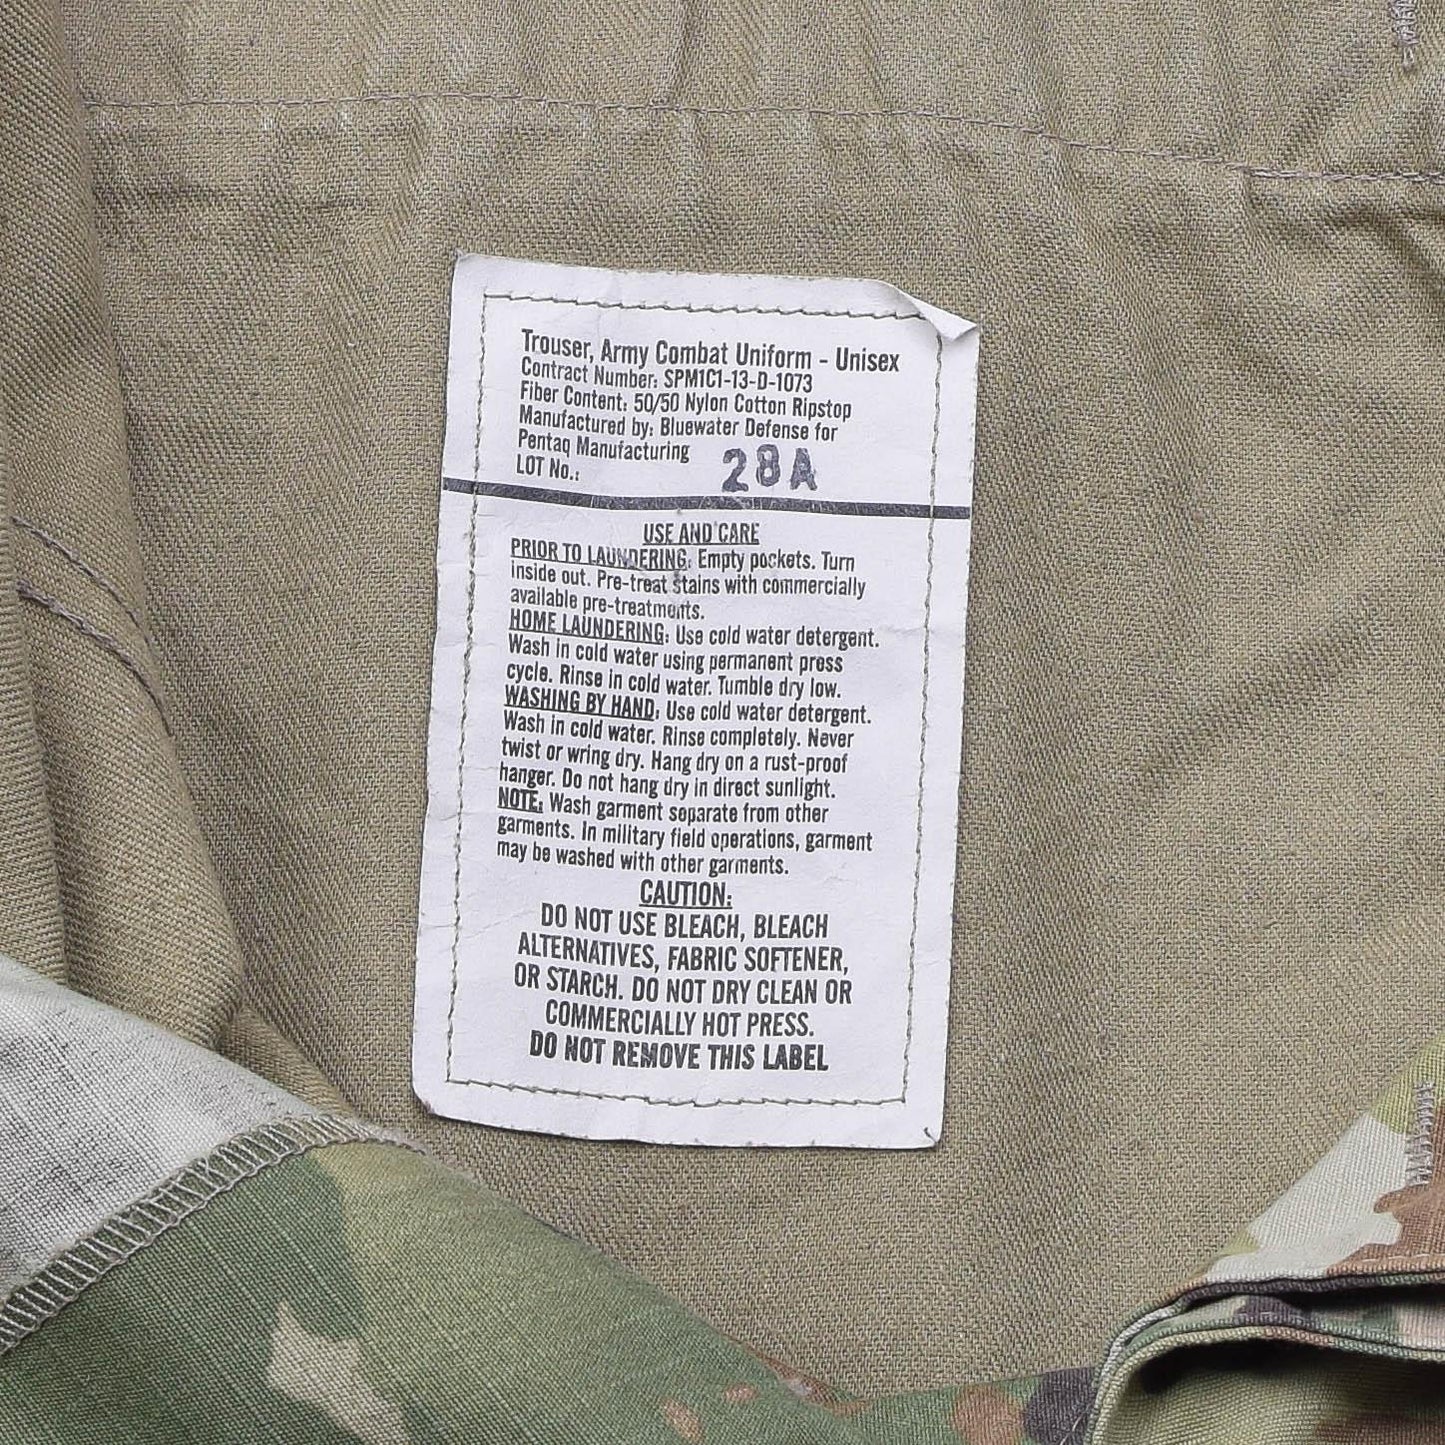 Trouser, Army Combat Uniform - Unisex
Contract Number: SPM1C1-13-D-1073
Fiber Content: 50/50 Nylon Cotton Ripstop
Manufactured by: Bluewater Defense for
Pentaq Manufacturing
LOT No.: 28A
USE AND CARE
PRIOR TO LAUNDERING: Empty pockets. Turn
inside out. Pre-treat stains with commercially
available pre-treatments.
HOME LAUNDERING: Use cold water detergent.
Wash in cold water using permanent press
cycle. Rinse in cold water. Tumble dry low.
WASHING BY HAND: Use cold water detergent.
Wash in cold water. Rinse completely. Never
twist or wring dry. Hang dry on a rust-proof
hanger. Do not hang dry in direct sunlight.
NOTE: Wash garment separate from other
garments. In military field operations, garment
may be washed with other garments.
CAUTION:
DO NOT USE BLEACH, BLEACH
ALTERNATIVES, FABRIC SOFTENER,
OR STARCH. DO NOT DRY CLEAN OR
COMMERCIALLY HOT PRESS.
DO NOT REMOVE THIS LABEL